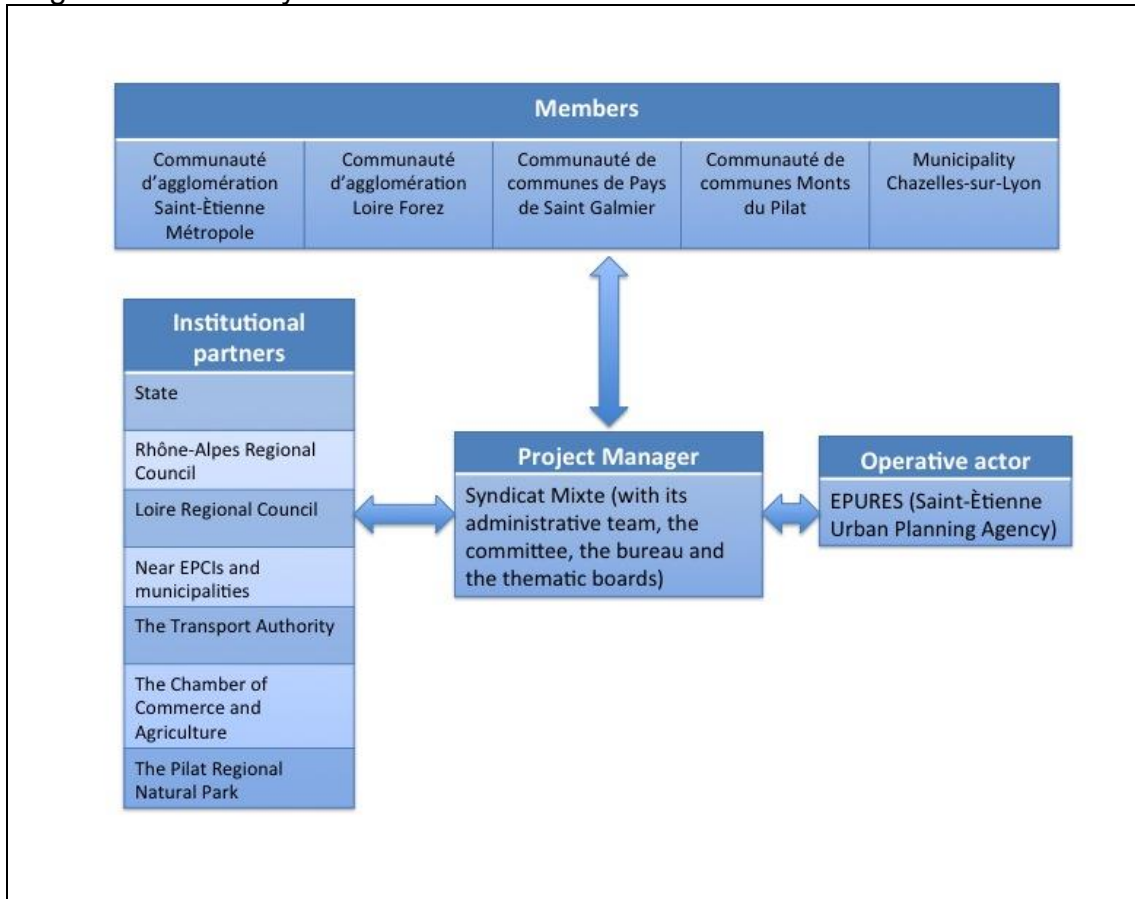 Members
Communauté
d'agglomération
Saint-Ètienne
Métropole
Communauté
d'agglomération
Loire Forez
Communauté de
communes de Pays
de Saint Galmier
Communauté de
communes Monts
du Pilat
Municipality
Chazelles-sur-Lyon
Institutional
partners
State
Rhône-Alpes Regional
Council
Loire Regional Council
Near EPCIs and
municipalities
The Transport Authority
The Chamber of
Commerce and
Agriculture
The Pilat Regional
Natural Park
Project Manager
Syndicat Mixte (with its
administrative team, the
committee, the bureau and
the thematic boards)
Operative actor
EPURES (Saint-Ètienne
Urban Planning Agency)